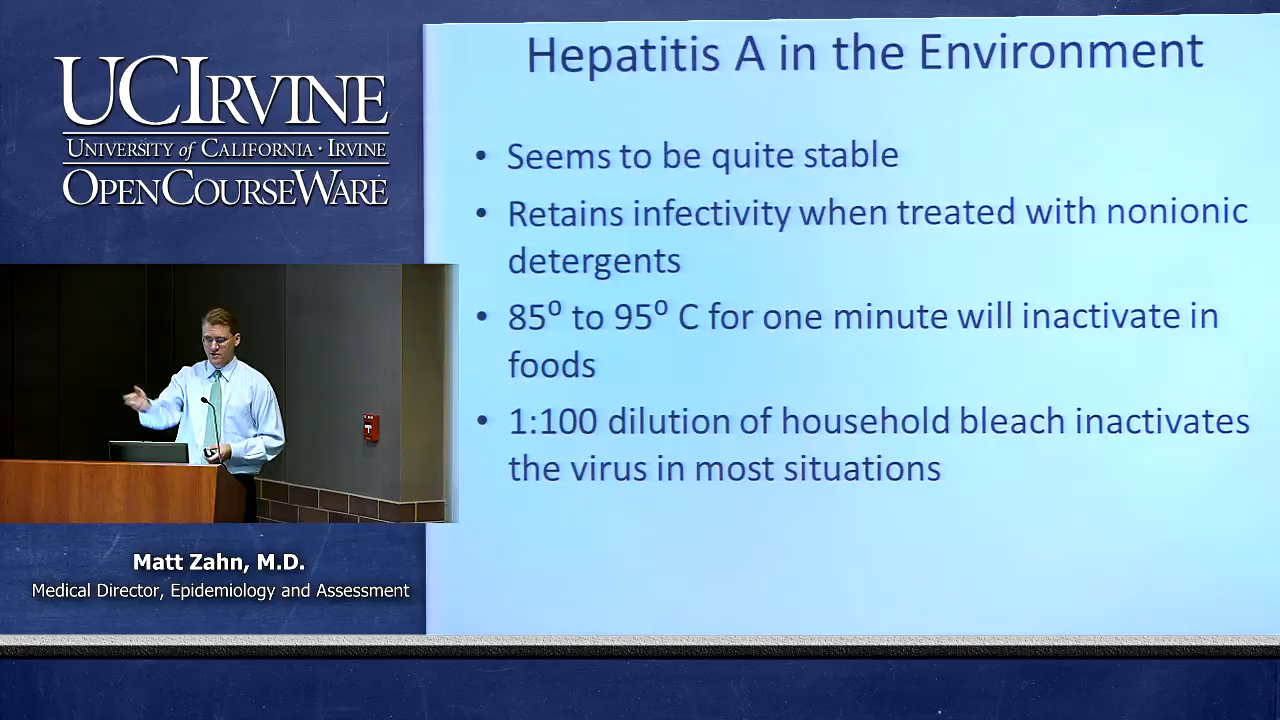 UCIRVINE
UNIVERSITY of CALIFORNIA · IRVINE
OPENCOURSEWARE
Hepatitis A in the Environment
• Seems to be quite stable
• Retains infectivity when treated with nonionic
detergents
• 85⁰ to 95⁰ C for one minute will inactivate in
foods
• 1:100 dilution of household bleach inactivates
the virus in most situations
Matt Zahn, M.D.
Medical Director, Epidemiology and Assessment